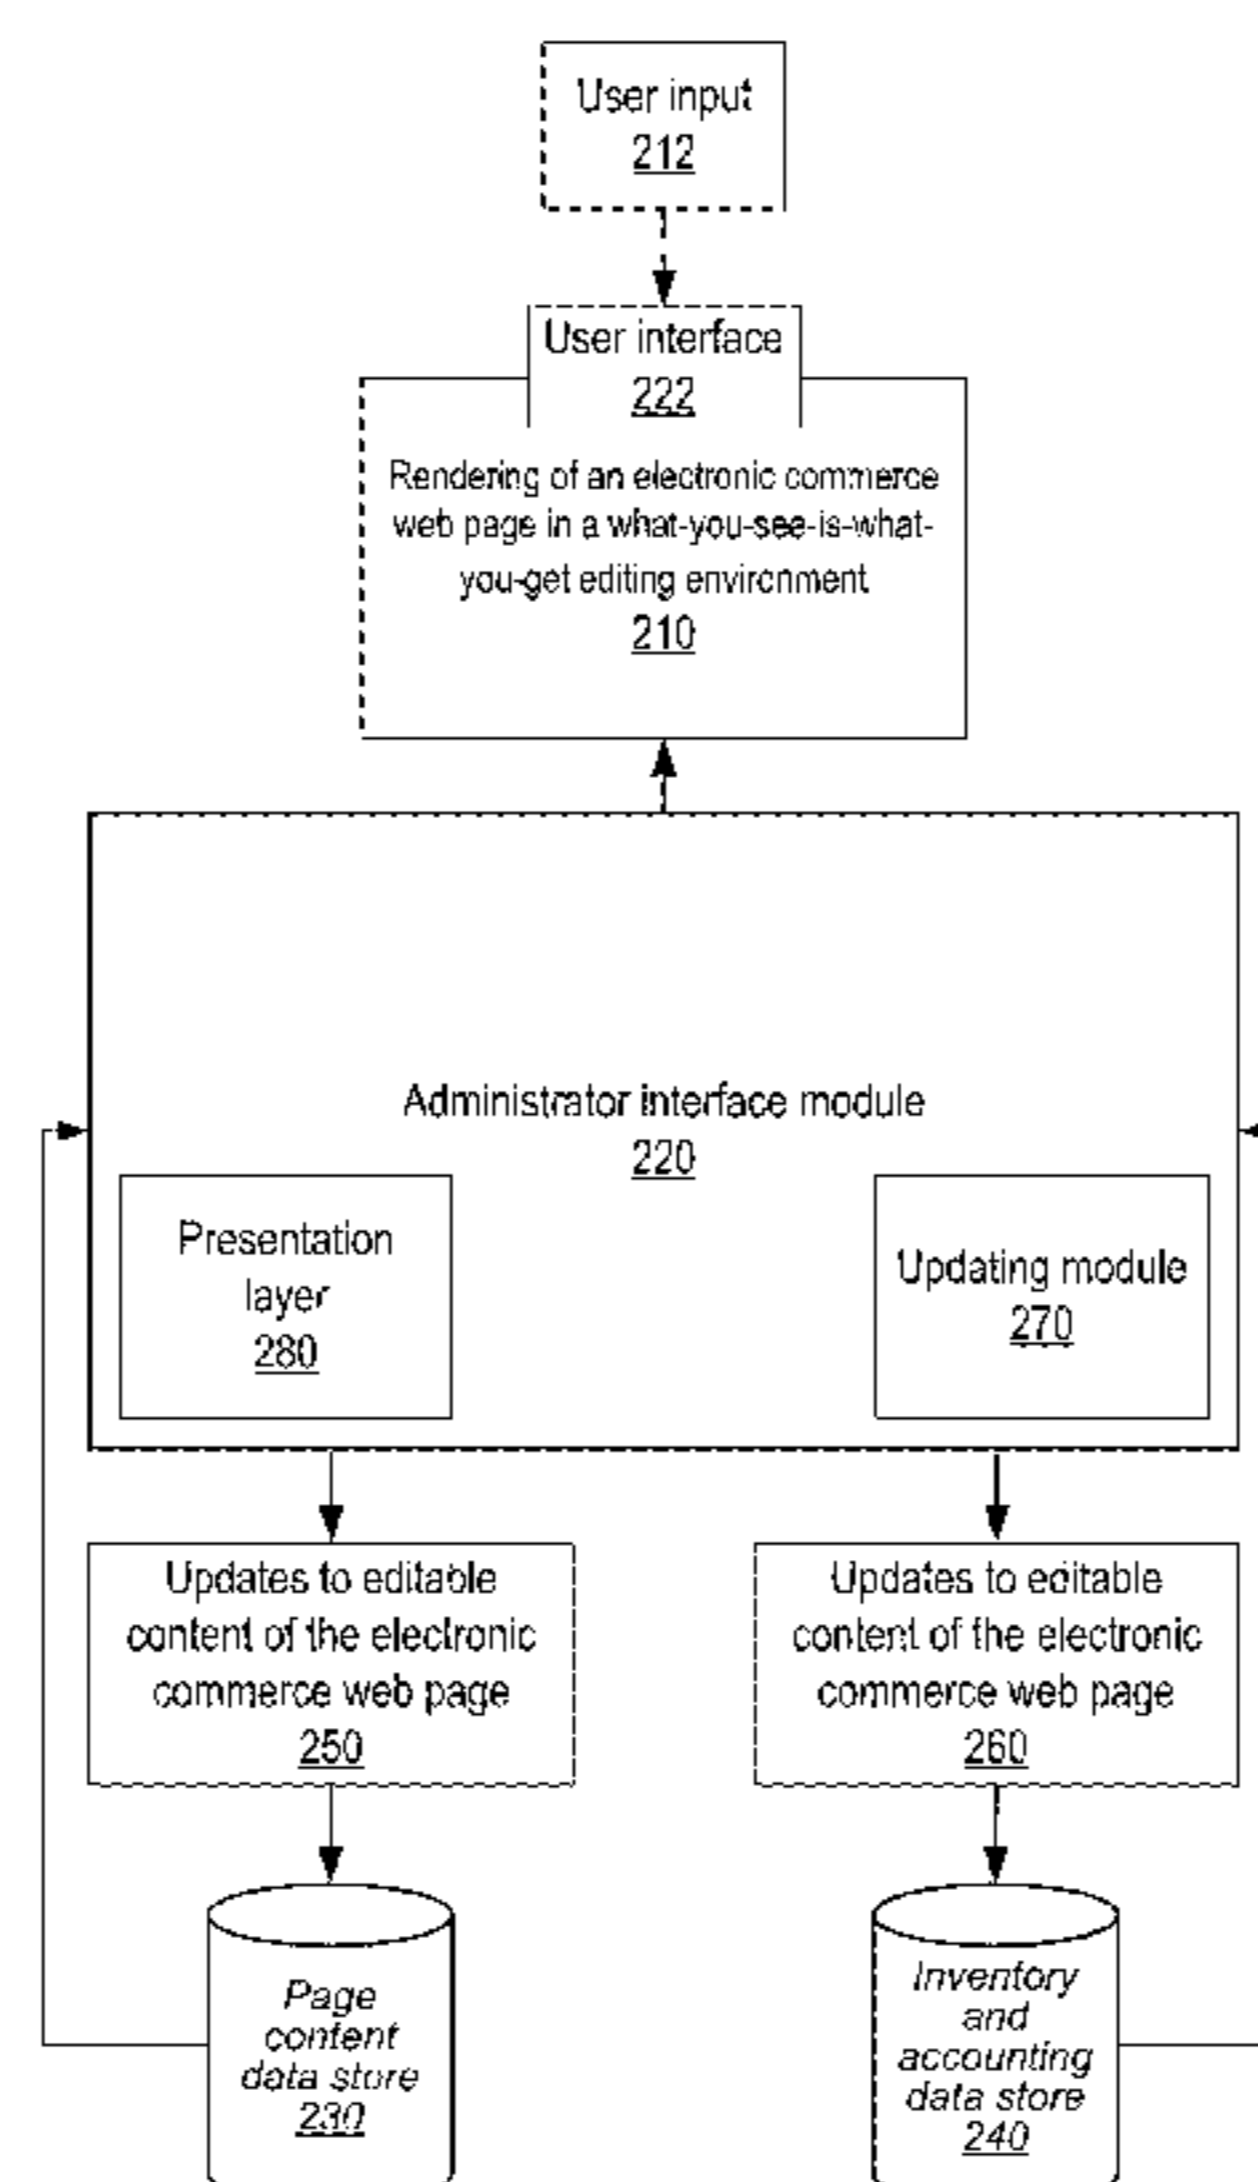 User input
212
User interface
222
Rendering of an electronic commerce
web page in a what-you-see-is-what-
you-get editing environment
210
Administrator interface module
220
Presentation
layer
280
Updating module
270
Updates to editable
content of the electronic
commerce web page
250
Updates to editable
content of the electronic
commerce web page
260
Page
content
data store
230
Inventory
and
accounting
data store
240